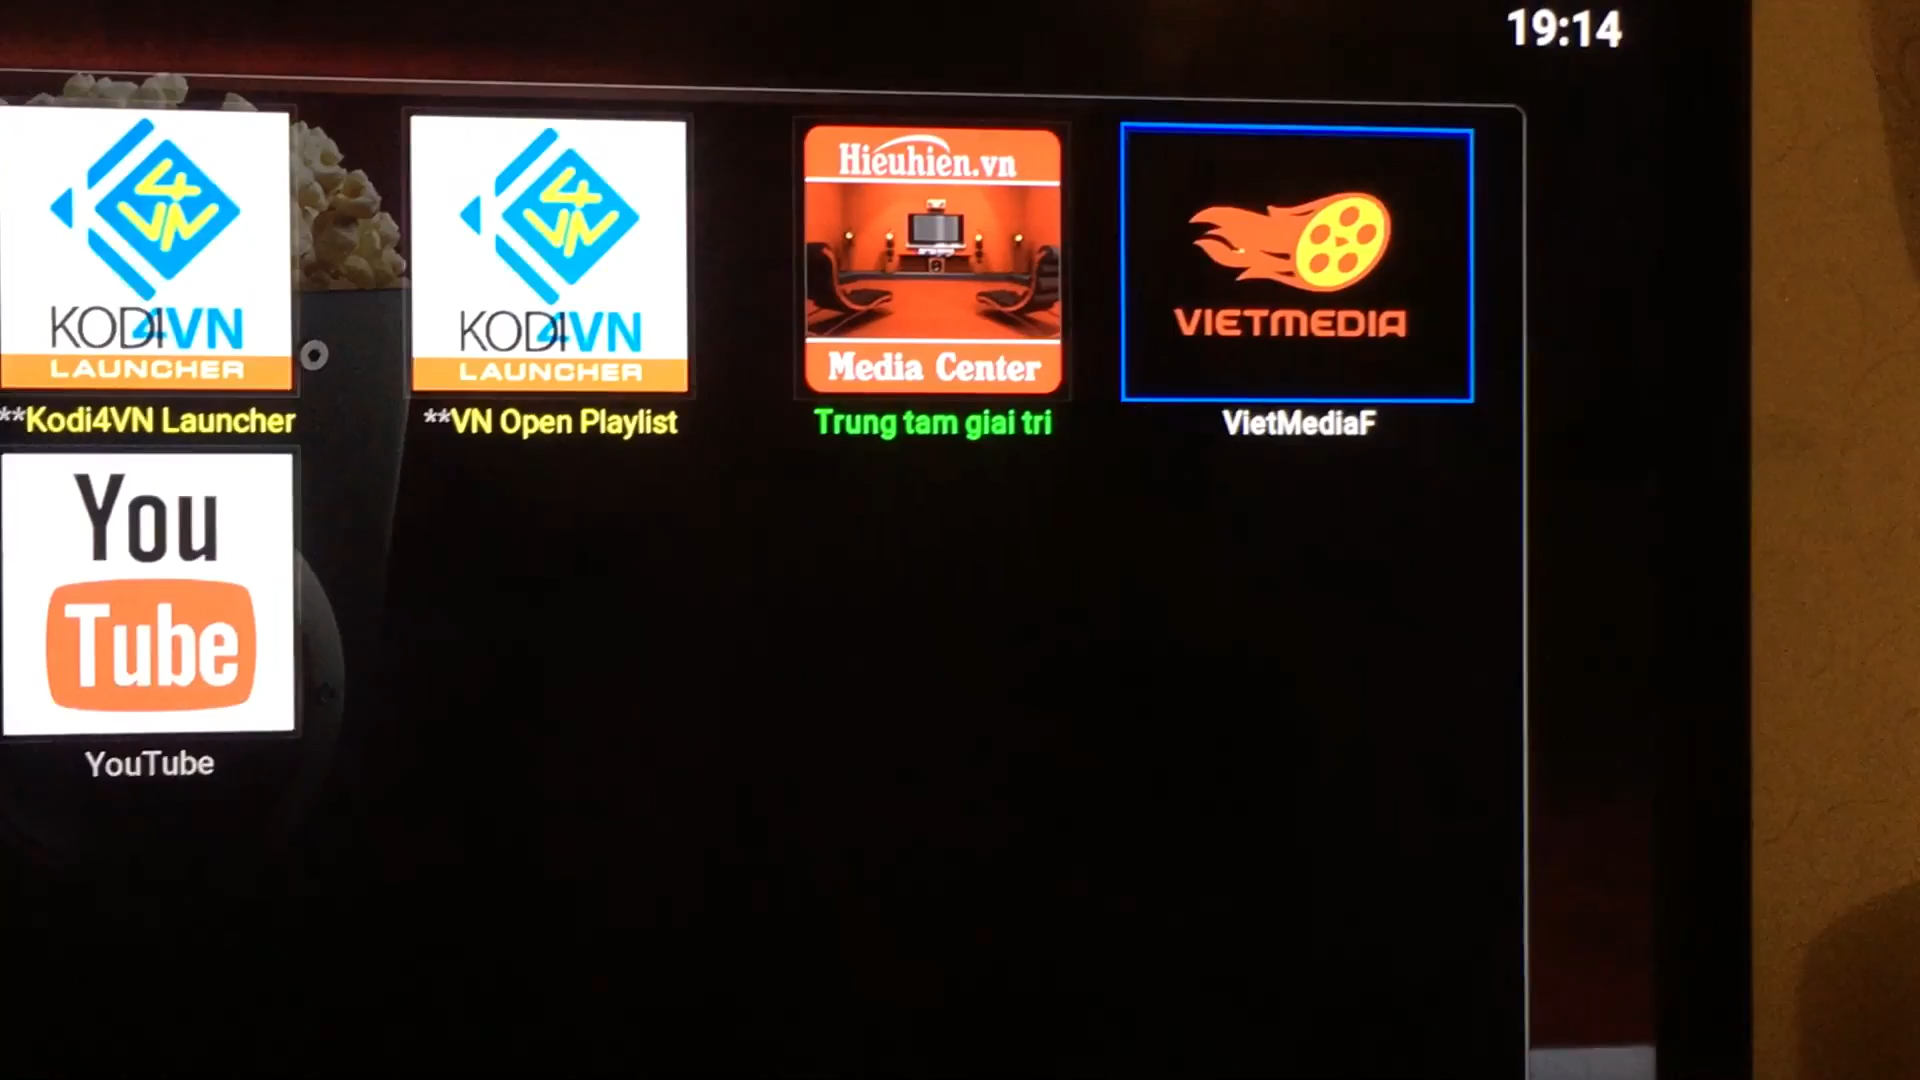 19:14
KODI4VN
LAUNCHER
**Kodi4VN Launcher
KODI4VN
LAUNCHER
**VN Open Playlist
Hieuhien.vn
Media Center
Trung tam giai tri
VIETMEDIA
VietMediaF
You
Tube
YouTube